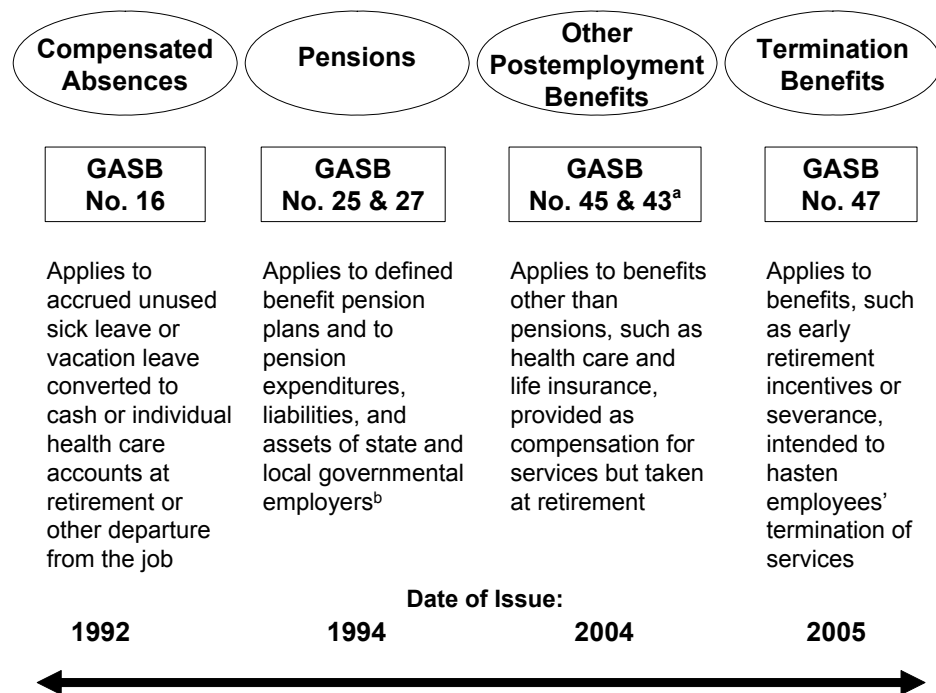 Compensated
Absences
Pensions
Other
Postemployment
Benefits
Termination
Benefits
GASB
No. 16
GASB
No. 25 & 27
GASB
No. 45 & 43ᵃ
GASB
No. 47
Applies to
accrued unused
sick leave or
vacation leave
converted to
cash or individual
health care
accounts at
retirement or
other departure
from the job
Applies to defined
benefit pension
plans and to
pension
expenditures,
liabilities, and
assets of state and
local governmental
employersᵇ
Applies to benefits
other than
pensions, such as
health care and
life insurance,
provided as
compensation for
services but taken
at retirement
Applies to
benefits, such
as early
retirement
incentives or
severance,
intended to
hasten
employees’
termination of
services
Date of Issue:
1992
1994
2004
2005